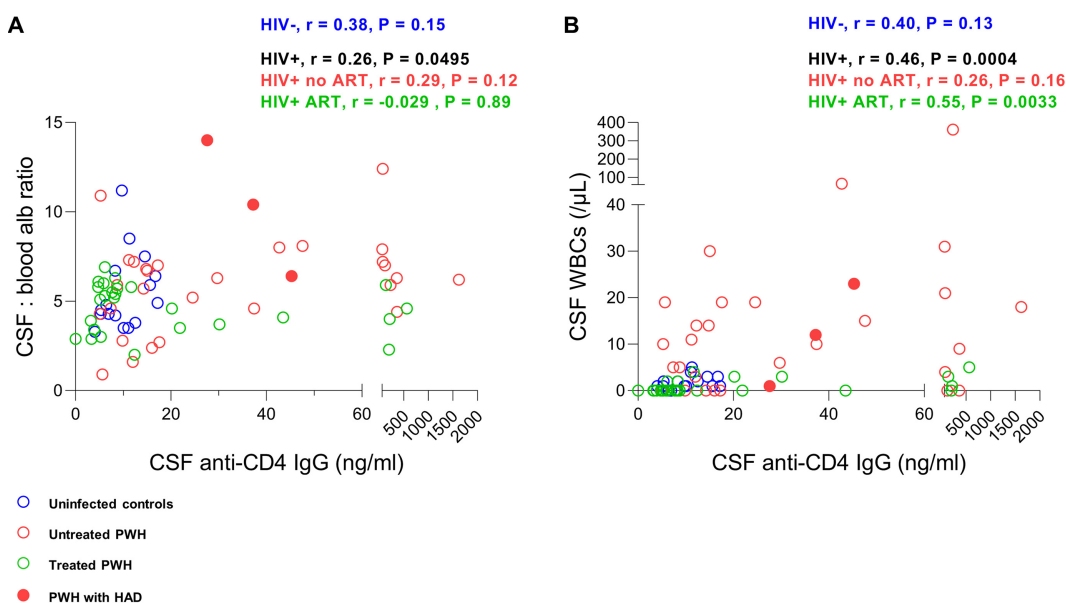 A
HIV-, r = 0.38, P = 0.15
HIV+, r = 0.26, P = 0.0495
HIV+ no ART, r = 0.29, P = 0.12
HIV+ ART, r = -0.029 , P = 0.89
15
10
5
0
CSF : blood alb ratio
0 20 40 60 500 1000 1500 2000
CSF anti-CD4 IgG (ng/ml)
B
HIV-, r = 0.40, P = 0.13
HIV+, r = 0.46, P = 0.0004
HIV+ no ART, r = 0.26, P = 0.16
HIV+ ART, r = 0.55, P = 0.0033
400
300
200
100
40
30
20
10
0
CSF WBCs (/µL)
0 20 40 60 500 1000 1500 2000
CSF anti-CD4 IgG (ng/ml)
Uninfected controls
Untreated PWH
Treated PWH
PWH with HAD